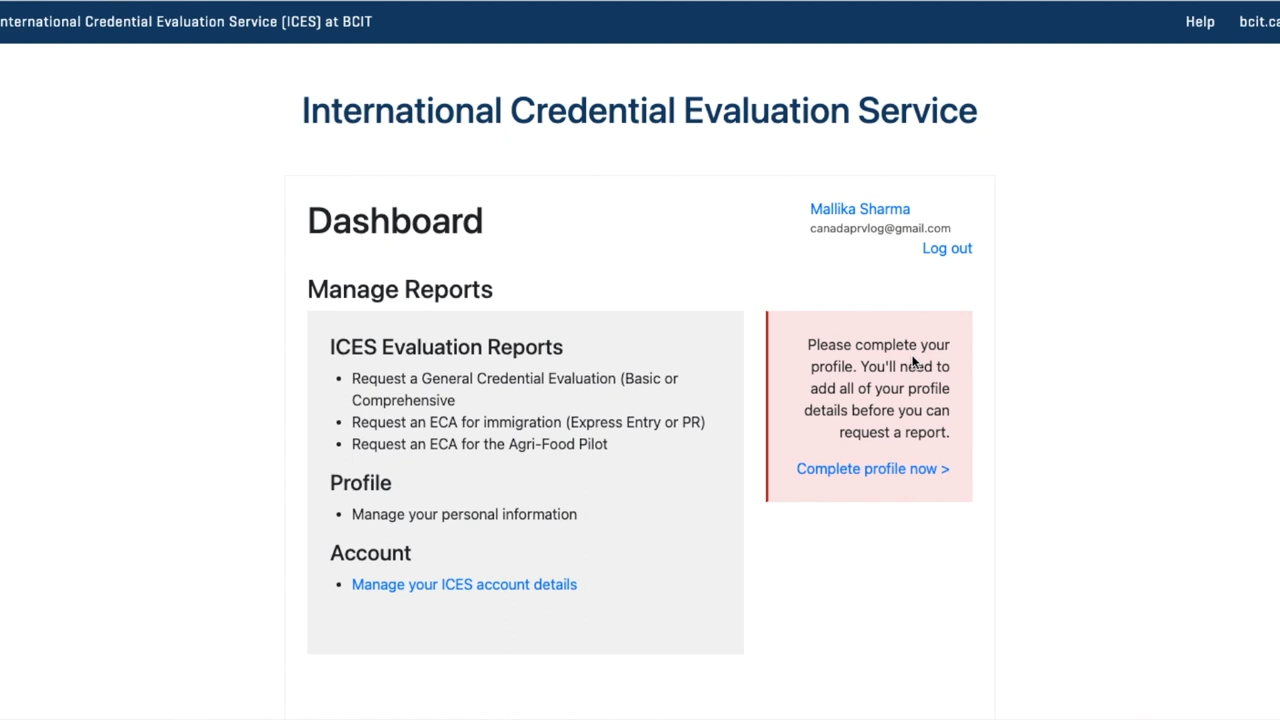 nternational Credential Evaluation Service (ICES) at BCIT
Help
bcit.ca
International Credential Evaluation Service
Dashboard
Mallika Sharma
canadaprvlog@gmail.com
Log out
Manage Reports
ICES Evaluation Reports
• Request a General Credential Evaluation (Basic or
Comprehensive
• Request an ECA for immigration (Express Entry or PR)
• Request an ECA for the Agri-Food Pilot
Profile
• Manage your personal information
Account
• Manage your ICES account details
Please complete your
profile. You'll need to
add all of your profile
details before you can
request a report.
Complete profile now >